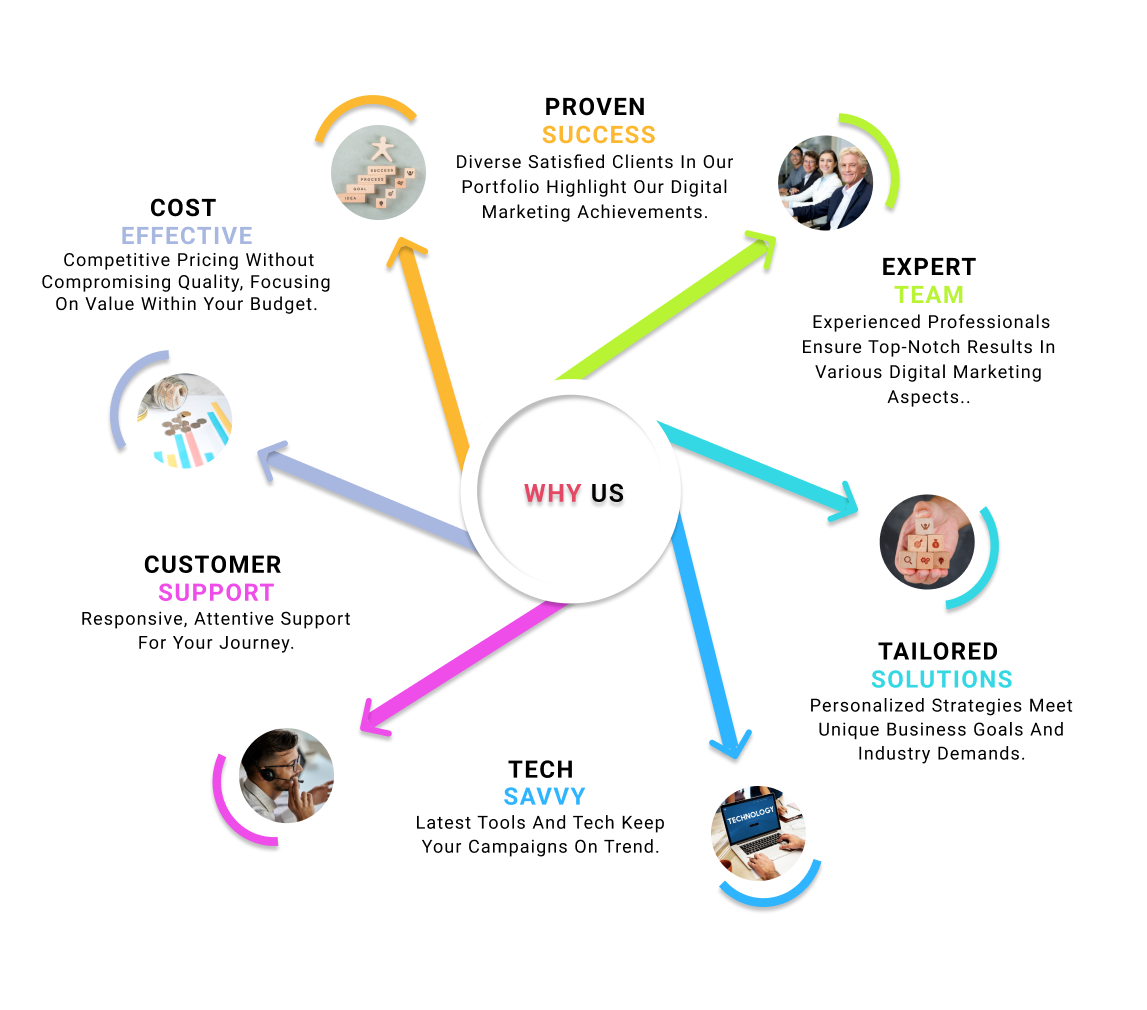 PROVEN
SUCCESS
Diverse Satisfied Clients In Our
Portfolio Highlight Our Digital
Marketing Achievements.
SUCCESS
PROCESS
GOAL
IDEA
COST
EFFECTIVE
Competitive Pricing Without
Compromising Quality, Focusing
On Value Within Your Budget.
EXPERT
TEAM
Experienced Professionals
Ensure Top-Notch Results In
Various Digital Marketing
Aspects..
WHY US
CUSTOMER
SUPPORT
Responsive, Attentive Support
For Your Journey.
TAILORED
SOLUTIONS
Personalized Strategies Meet
Unique Business Goals And
Industry Demands.
TECH
SAVVY
Latest Tools And Tech Keep
Your Campaigns On Trend.
TECHNOLOGY